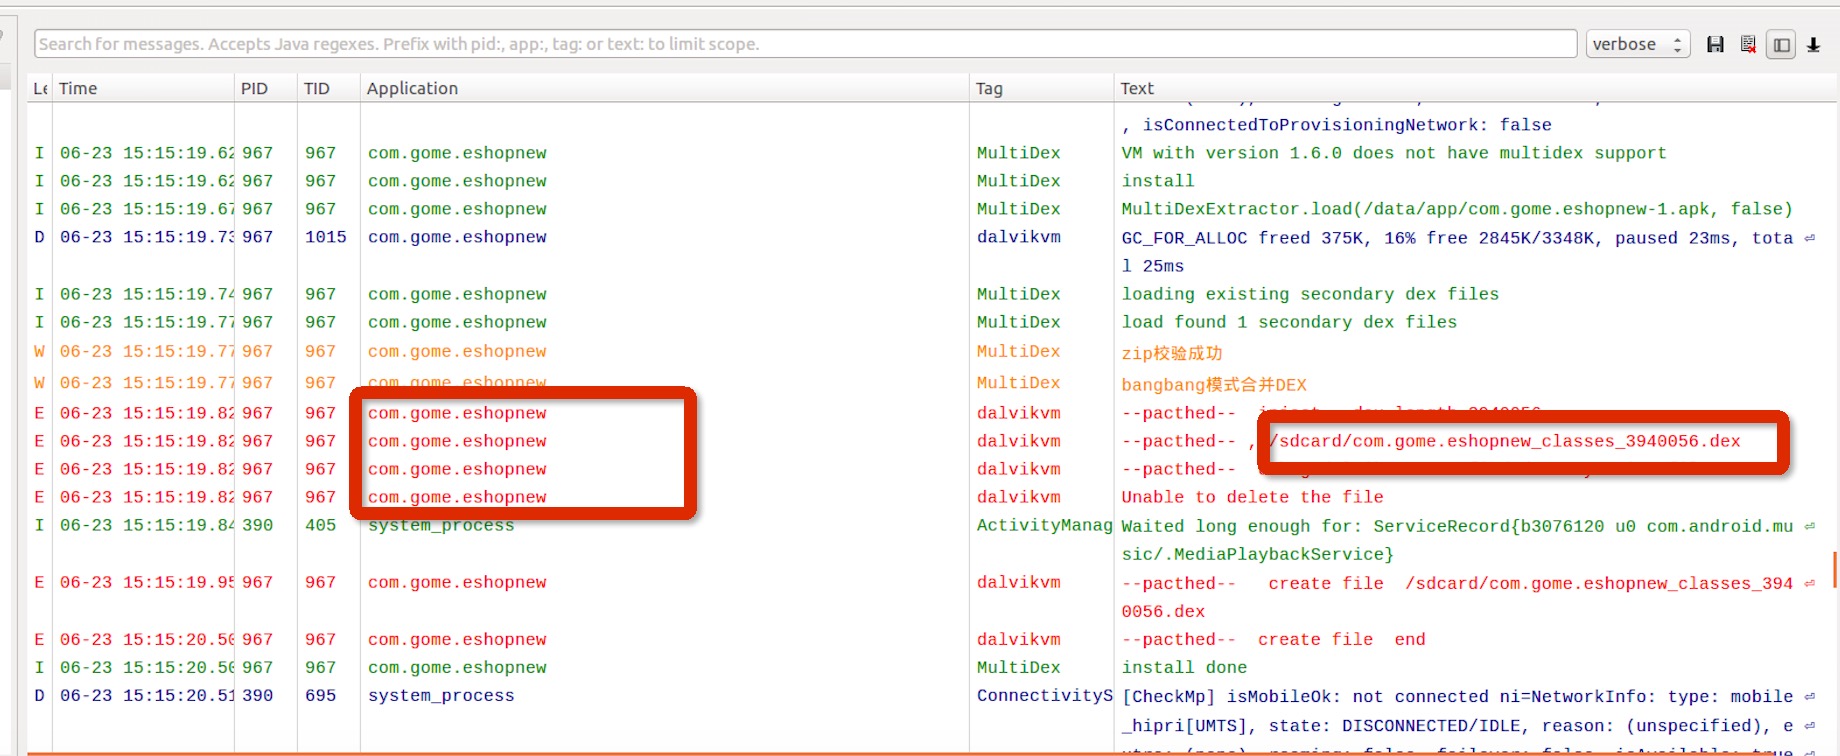 Search for messages. Accepts Java regexes. Prefix with pid:, app:, tag: or text: to limit scope. verbose
Le Time PID TID Application Tag Text
, isConnectedToProvisioningNetwork: false
I 06-23 15:15:19.62 967 967 com.gome.eshopnew MultiDex VM with version 1.6.0 does not have multidex support
I 06-23 15:15:19.62 967 967 com.gome.eshopnew MultiDex install
I 06-23 15:15:19.67 967 967 com.gome.eshopnew MultiDex MultiDexExtractor.load(/data/app/com.gome.eshopnew-1.apk, false)
D 06-23 15:15:19.73 967 1015 com.gome.eshopnew dalvikvm GC_FOR_ALLOC freed 375K, 16% free 2845K/3348K, paused 23ms, tota
l 25ms
I 06-23 15:15:19.74 967 967 com.gome.eshopnew MultiDex loading existing secondary dex files
I 06-23 15:15:19.77 967 967 com.gome.eshopnew MultiDex load found 1 secondary dex files
W 06-23 15:15:19.77 967 967 com.gome.eshopnew MultiDex zip校验成功
W 06-23 15:15:19.77 967 967 com.gome.eshopnew MultiDex bangbang模式合并DEX
E 06-23 15:15:19.82 967 967 com.gome.eshopnew dalvikvm --pacthed--
E 06-23 15:15:19.82 967 967 com.gome.eshopnew dalvikvm --pacthed-- , /sdcard/com.gome.eshopnew_classes_3940056.dex
E 06-23 15:15:19.82 967 967 com.gome.eshopnew dalvikvm --pacthed--
E 06-23 15:15:19.82 967 967 com.gome.eshopnew dalvikvm Unable to delete the file
I 06-23 15:15:19.84 390 405 system_process ActivityManag Waited long enough for: ServiceRecord{b3076120 u0 com.android.mu
sic/.MediaPlaybackService}
E 06-23 15:15:19.95 967 967 com.gome.eshopnew dalvikvm --pacthed-- create file /sdcard/com.gome.eshopnew_classes_394
0056.dex
E 06-23 15:15:20.50 967 967 com.gome.eshopnew dalvikvm --pacthed-- create file end
I 06-23 15:15:20.50 967 967 com.gome.eshopnew MultiDex install done
D 06-23 15:15:20.51 390 695 system_process ConnectivityS [CheckMp] isMobileOk: not connected ni=NetworkInfo: type: mobile
_hipri[UMTS], state: DISCONNECTED/IDLE, reason: (unspecified), e